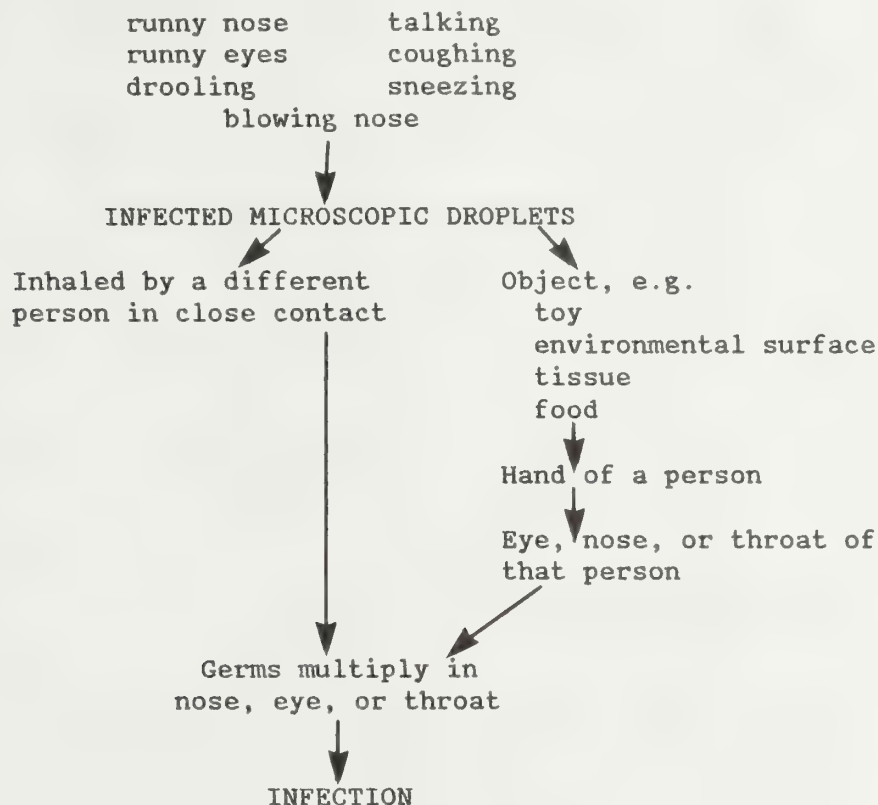 runny nose talking
runny eyes coughing
drooling sneezing
blowing nose
INFECTED MICROSCOPIC DROPLETS
Inhaled by a different
person in close contact
Object, e.g.
toy
environmental surface
tissue
food
Hand of a person
Eye, nose, or throat of
that person
Germs multiply in
nose, eye, or throat
INFECTION